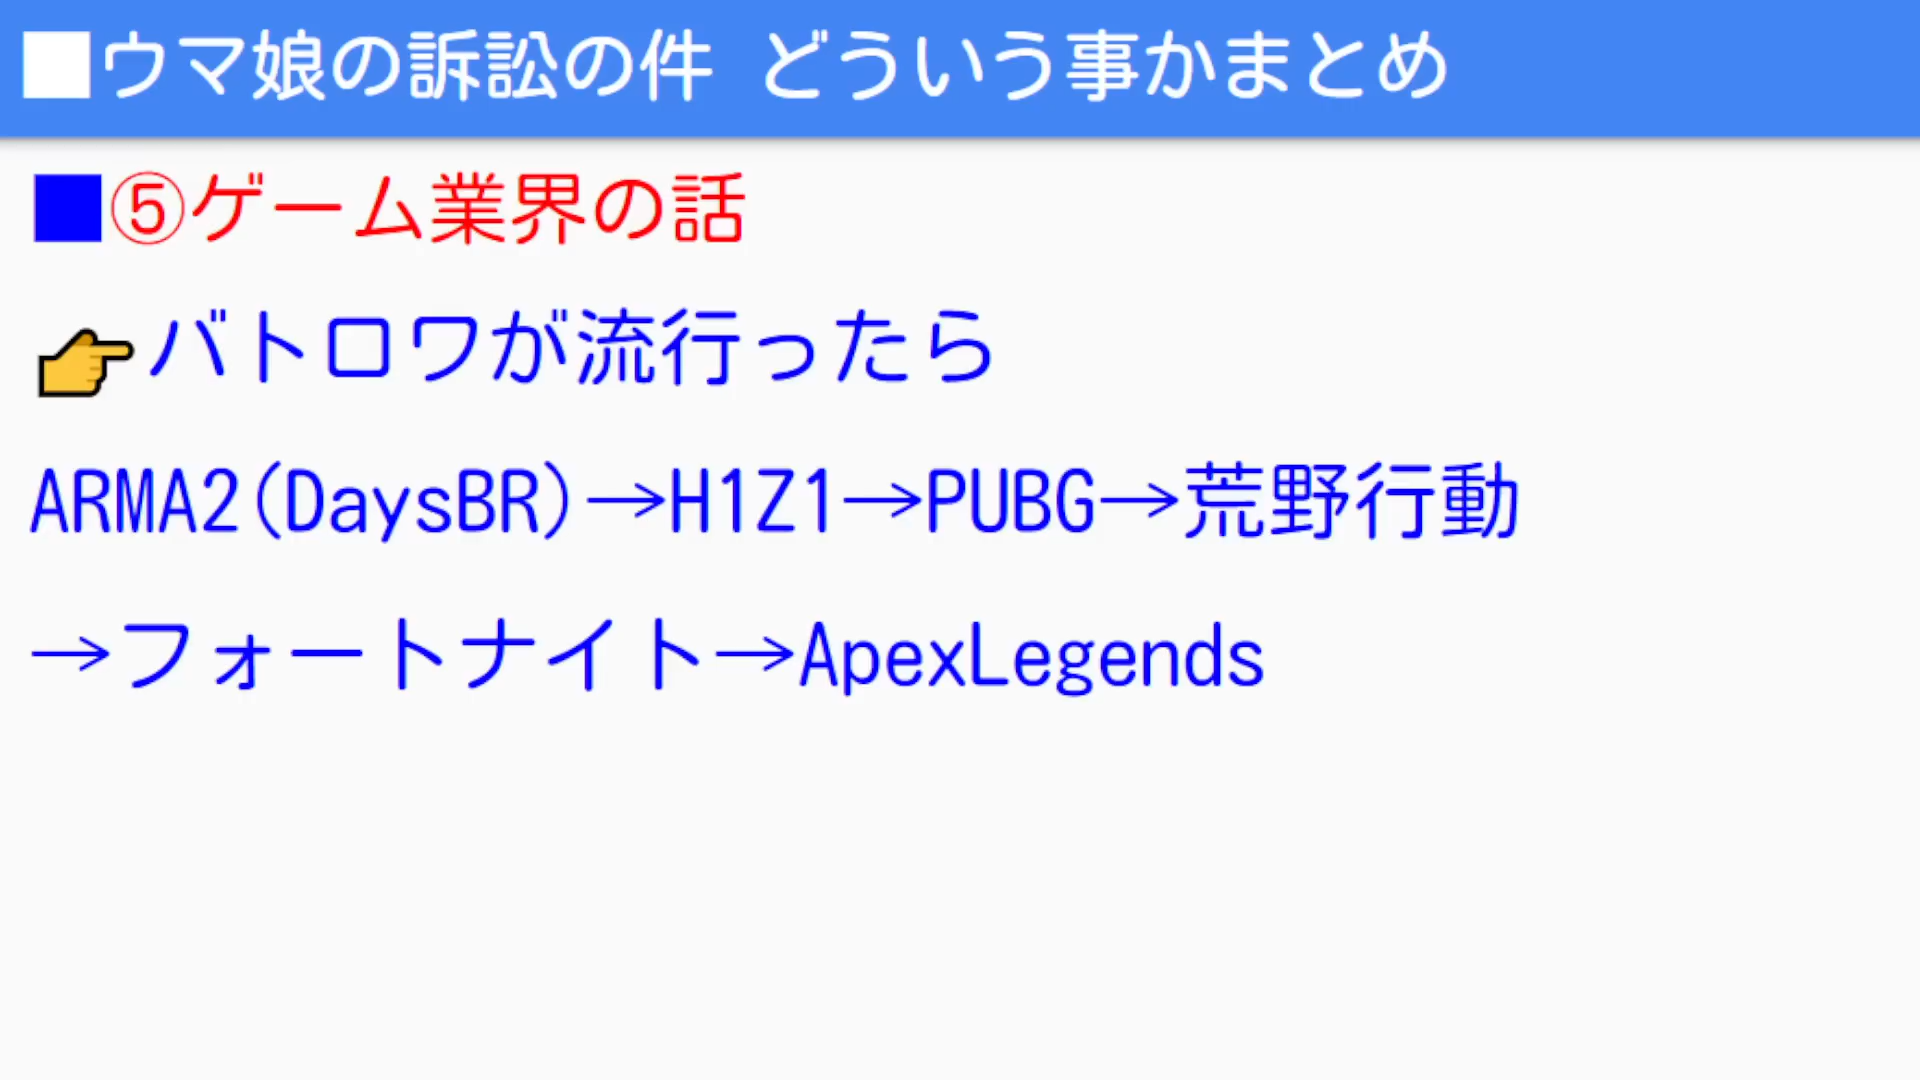 ■ウマ娘の訴訟の件 どういう事かまとめ
■⑤ゲーム業界の話
👉バトロワが流行ったら
ARMA2(DaysBR)→H1Z1→PUBG→荒野行動
→フォートナイト→ApexLegends